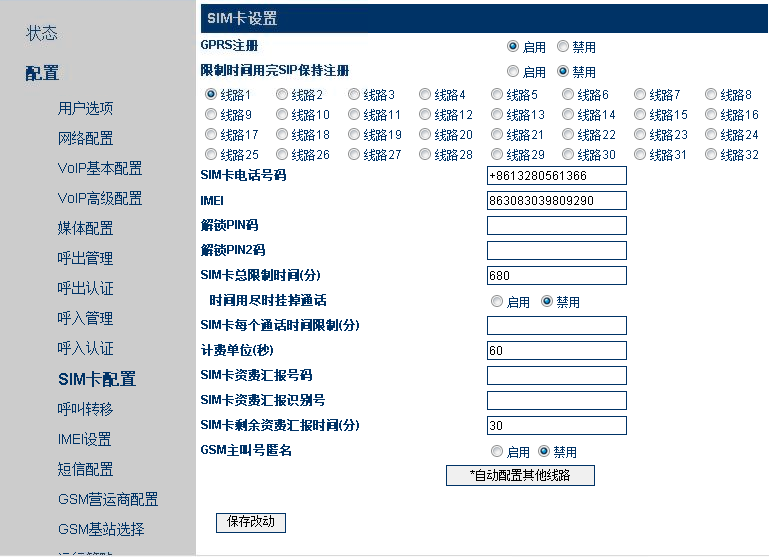 状态
配置
用户选项
网络配置
VoIP基本配置
VoIP高级配置
媒体配置
呼出管理
呼出认证
呼入管理
呼入认证
SIM卡配置
呼叫转移
IMEI设置
短信配置
GSM营运商配置
GSM基站选择
SIM卡设置
GPRS注册 启用 禁用
限制时间用完SIP保持注册 启用 禁用
线路1 线路2 线路3 线路4 线路5 线路6 线路7 线路8
线路9 线路10 线路11 线路12 线路13 线路14 线路15 线路16
线路17 线路18 线路19 线路20 线路21 线路22 线路23 线路24
线路25 线路26 线路27 线路28 线路29 线路30 线路31 线路32
SIM卡电话号码 +8613280561366
IMEI 863083039809290
解锁PIN码
解锁PIN2码
SIM卡总限制时间(分) 680
时间用尽时挂掉通话 启用 禁用
SIM卡每个通话时间限制(分)
计费单位(秒) 60
SIM卡资费汇报号码
SIM卡资费汇报识别号
SIM卡剩余资费汇报时间(分) 30
GSM主叫号匿名 启用 禁用
*自动配置其他线路
保存改动